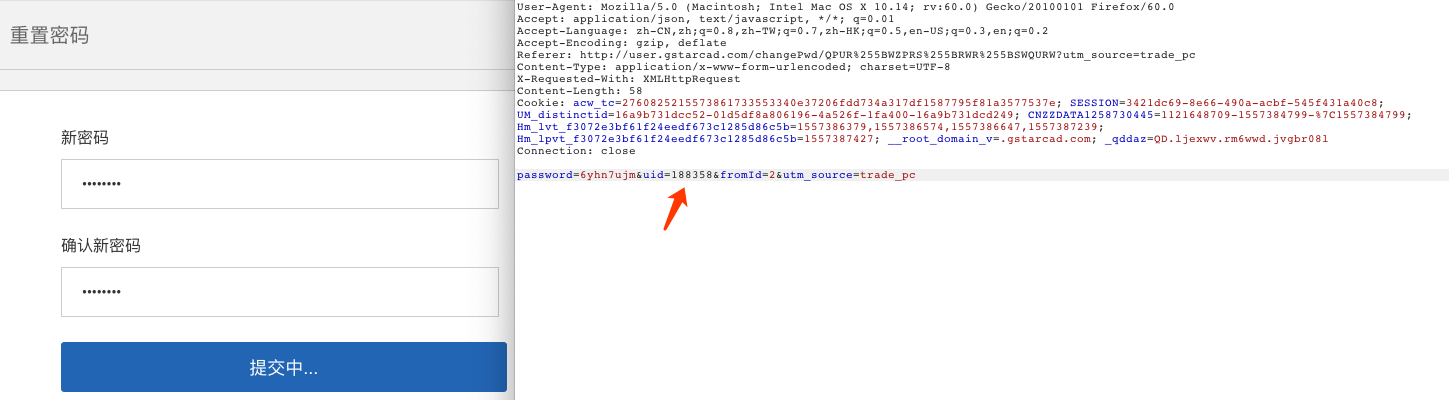 重置密码
新密码
••••••••
确认新密码
••••••••
提交中...
User-Agent: Mozilla/5.0 (Macintosh; Intel Mac OS X 10.14; rv:60.0) Gecko/20100101 Firefox/60.0
Accept: application/json, text/javascript, */*; q=0.01
Accept-Language: zh-CN,zh;q=0.8,zh-TW;q=0.7,zh-HK;q=0.5,en-US;q=0.3,en;q=0.2
Accept-Encoding: gzip, deflate
Referer: http://user.gstarcad.com/changePwd/QPUR%255BWZPRS%255BRWR%255BSWQURW?utm_source=trade_pc
Content-Type: application/x-www-form-urlencoded; charset=UTF-8
X-Requested-With: XMLHttpRequest
Content-Length: 58
Cookie: acw_tc=2760825215573861733553340e37206fdd734a317df1587795f81a3577537e; SESSION=3421dc69-8e66-490a-acbf-545f431a40c8;
UM_distinctid=16a9b731dcc52-01d5df8a806196-4a526f-1fa400-16a9b731dcd249; CNZZDATA1258730445=1121648709-1557384799-%7C1557384799;
Hm_lvt_f3072e3bf61f24eedf673c1285d86c5b=1557386379,1557386574,1557386647,1557387239;
Hm_lpvt_f3072e3bf61f24eedf673c1285d86c5b=1557387427; __root_domain_v=.gstarcad.com; _qddaz=QD.ljexwv.rm6wwd.jvgbr08l
Connection: close
password=6yhn7ujm&uid=188358&fromId=2&utm_source=trade_pc